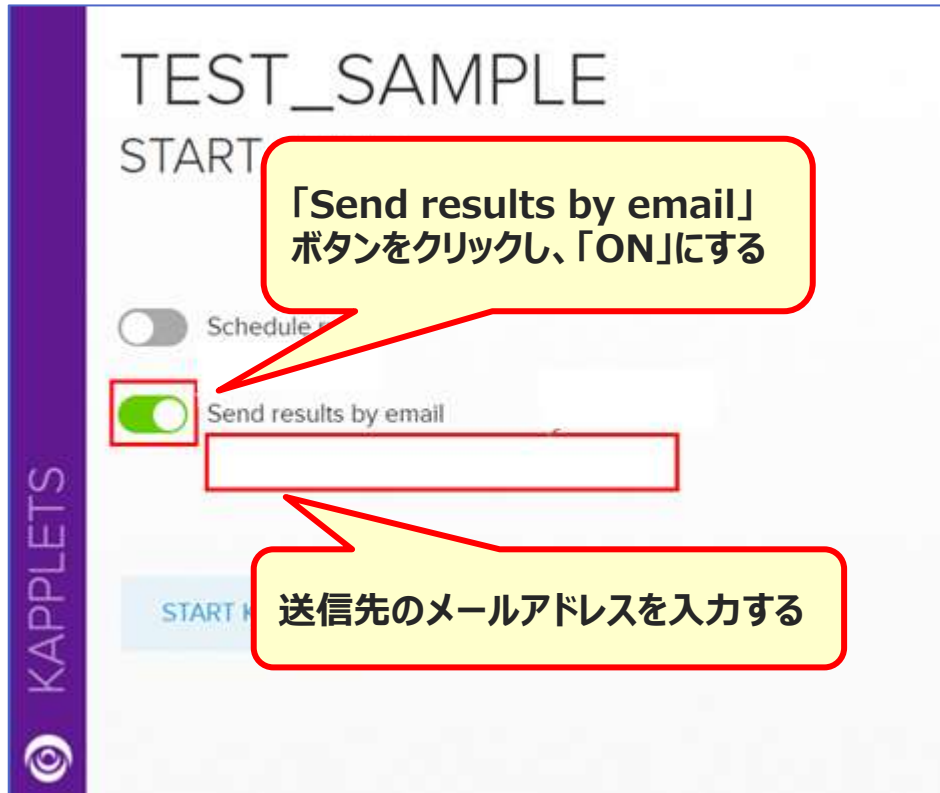 TEST_SAMPLE
START
「Send results by email」
ボタンをクリックし、「ON」にする
Schedule
Send results by email
送信先のメールアドレスを入力する
START
KAPPLETS